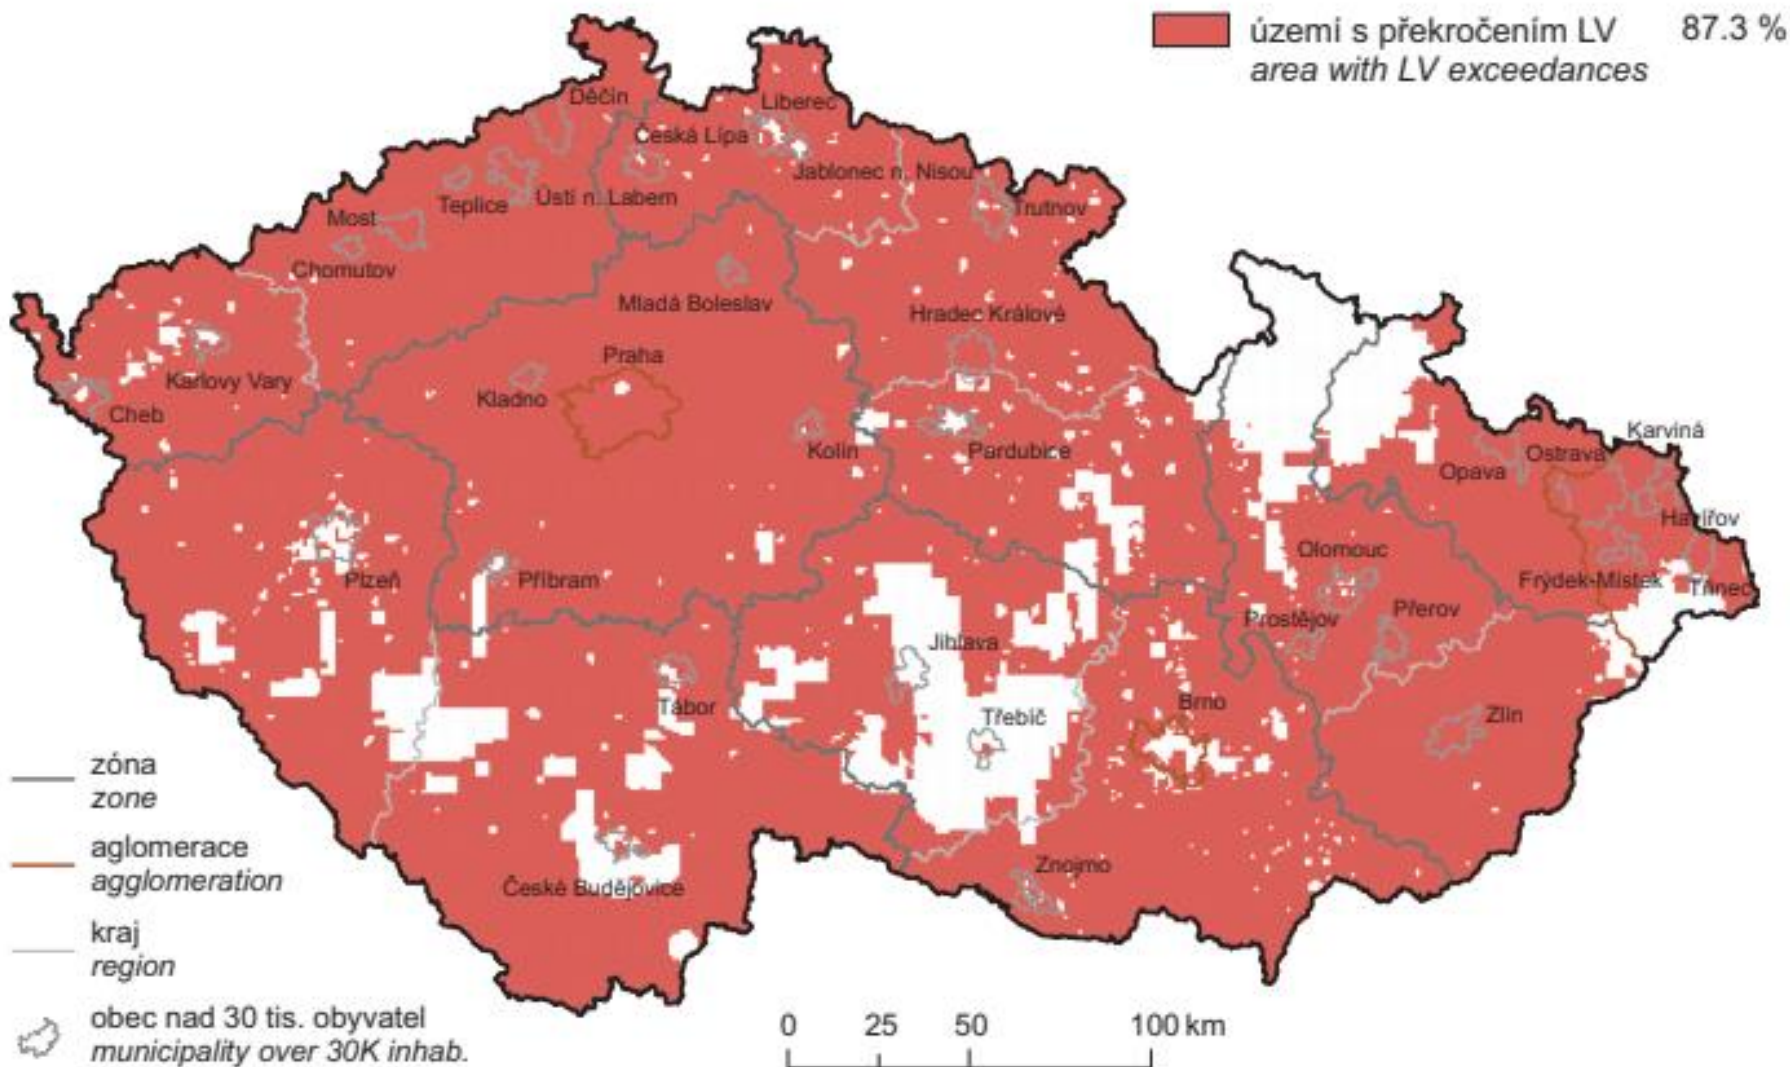 území s překročením LV 87.3 %
area with LV exceedances
Děčín
Liberec
Česká Lípa
Jablonec n. Nisou
Teplice
Ústí n. Labem
Most
Trutnov
Chomutov
Mladá Boleslav
Hradec Králové
Praha
Karlovy Vary
Kladno
Cheb
Kolín
Pardubice
Karviná
Ostrava
Opava
Havířov
Olomouc
Plzeň
Příbram
Frýdek-Místek
Třinec
Prostějov
Přerov
Jihlava
Tábor
Třebíč
Brno
Zlín
Znojmo
České Budějovice
zóna
zone
aglomerace
agglomeration
kraj
region
obec nad 30 tis. obyvatel
municipality over 30K inhab.
0 25 50 100 km